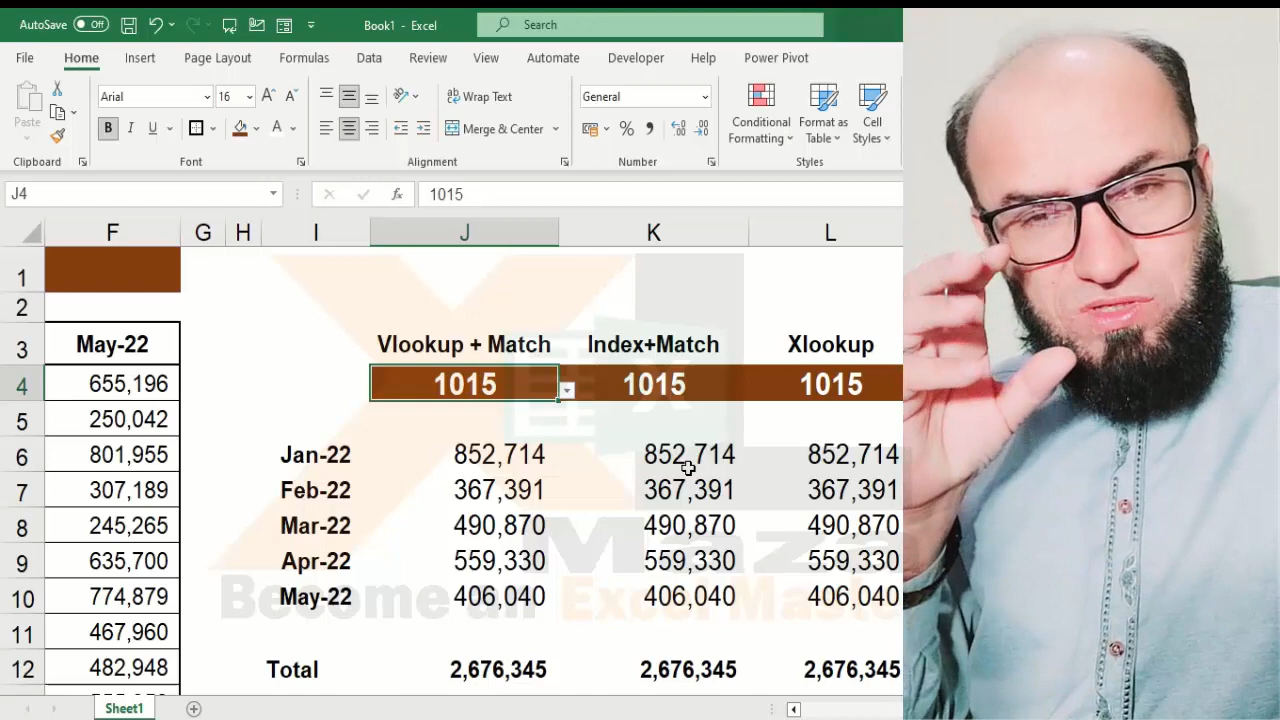 AutoSave Off Book1 - Excel Search
File Home Insert Page Layout Formulas Data Review View Automate Developer Help Power Pivot
Paste Arial 16 A A Wrap Text General Conditional Formatting Format as Table Cell Styles
B I U A Merge & Center % 
Clipboard Font Alignment Number Styles
J4 fx 1015
F G H I J K L
1
2
3 May-22 Vlookup + Match Index+Match Xlookup
4 655,196 1015 1015 1015
5 250,042
6 801,955 Jan-22 852,714 852,714 852,714
7 307,189 Feb-22 367,391 367,391 367,391
8 245,265 Mar-22 490,870 490,870 490,870
9 635,700 Apr-22 559,330 559,330 559,330
10 774,879 May-22 406,040 406,040 406,040
Become an Excel Maste
11 467,960
12 482,948 Total 2,676,345 2,676,345 2,676,345
Sheet1